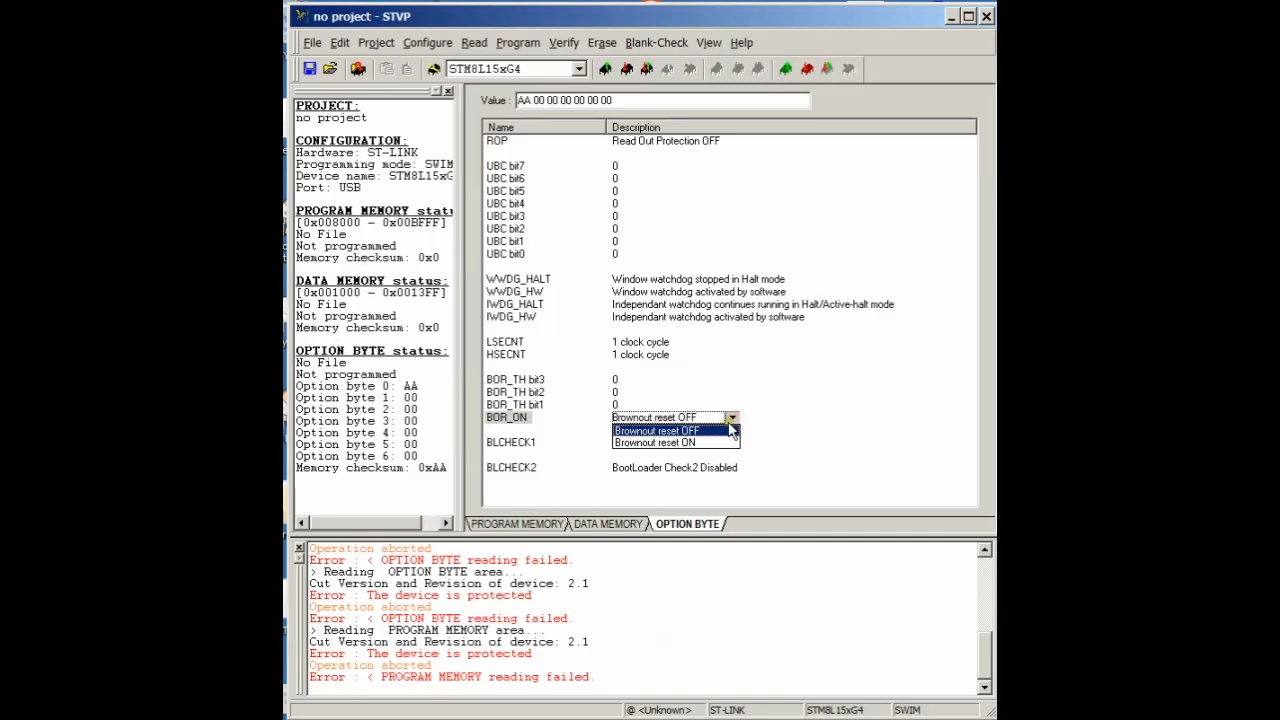 no project - STVP
File Edit Project Configure Read Program Verify Erase Blank-Check View Help
STM8L15xG4
PROJECT:
no project
CONFIGURATION:
Hardware: ST-LINK
Programming mode: SWIM
Device name: STM8L15xG
Port: USB
PROGRAM MEMORY statu
[0x008000 - 0x00BFFF]
No File
Not programmed
Memory checksum: 0x0
DATA MEMORY status:
[0x001000 - 0x0013FF]
No File
Not programmed
Memory checksum: 0x0
OPTION BYTE status:
No File
Not programmed
Option byte 0: AA
Option byte 1: 00
Option byte 2: 00
Option byte 3: 00
Option byte 4: 00
Option byte 5: 00
Option byte 6: 00
Memory checksum: 0xAA
Value : AA 00 00 00 00 00 00
Name Description
ROP Read Out Protection OFF
UBC bit7 0
UBC bit6 0
UBC bit5 0
UBC bit4 0
UBC bit3 0
UBC bit2 0
UBC bit1 0
UBC bit0 0
WWDG_HALT Window watchdog stopped in Halt mode
WWDG_HW Window watchdog activated by software
IWDG_HALT Independant watchdog continues running in Halt/Active-halt mode
IWDG_HW Independant watchdog activated by software
LSECNT 1 clock cycle
HSECNT 1 clock cycle
BOR_TH bit3 0
BOR_TH bit2 0
BOR_TH bit1 0
BOR_ON Brownout reset OFF
Brownout reset OFF
Brownout reset ON
BLCHECK1
BLCHECK2 BootLoader Check2 Disabled
PROGRAM MEMORY DATA MEMORY OPTION BYTE
Operation aborted
Error : < OPTION BYTE reading failed.
> Reading OPTION BYTE area...
Cut Version and Revision of device: 2.1
Error : The device is protected
Operation aborted
Error : < OPTION BYTE reading failed.
> Reading PROGRAM MEMORY area...
Cut Version and Revision of device: 2.1
Error : The device is protected
Operation aborted
Error : < PROGRAM MEMORY reading failed.
@ <Unknown> ST-LINK STM8L15xG4 SWIM